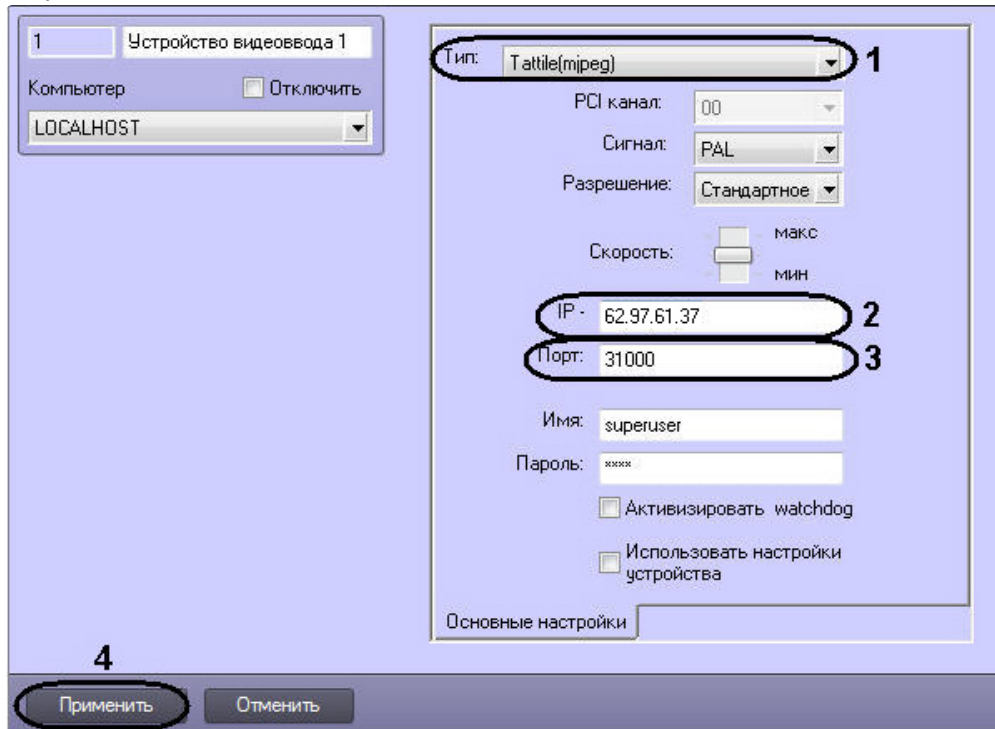 1 Устройство видеоввода 1
Компьютер Отключить
LOCALHOST
Тип: Tattile(mjpeg) 1
PCI канал: 00
Сигнал: PAL
Разрешение: Стандартное
Скорость: макс
мин
IP - 62.97.61.37 2
Порт: 31000 3
Имя: superuser
Пароль: ××××
Активизировать watchdog
Использовать настройки
устройства
Основные настройки
4
Применить Отменить